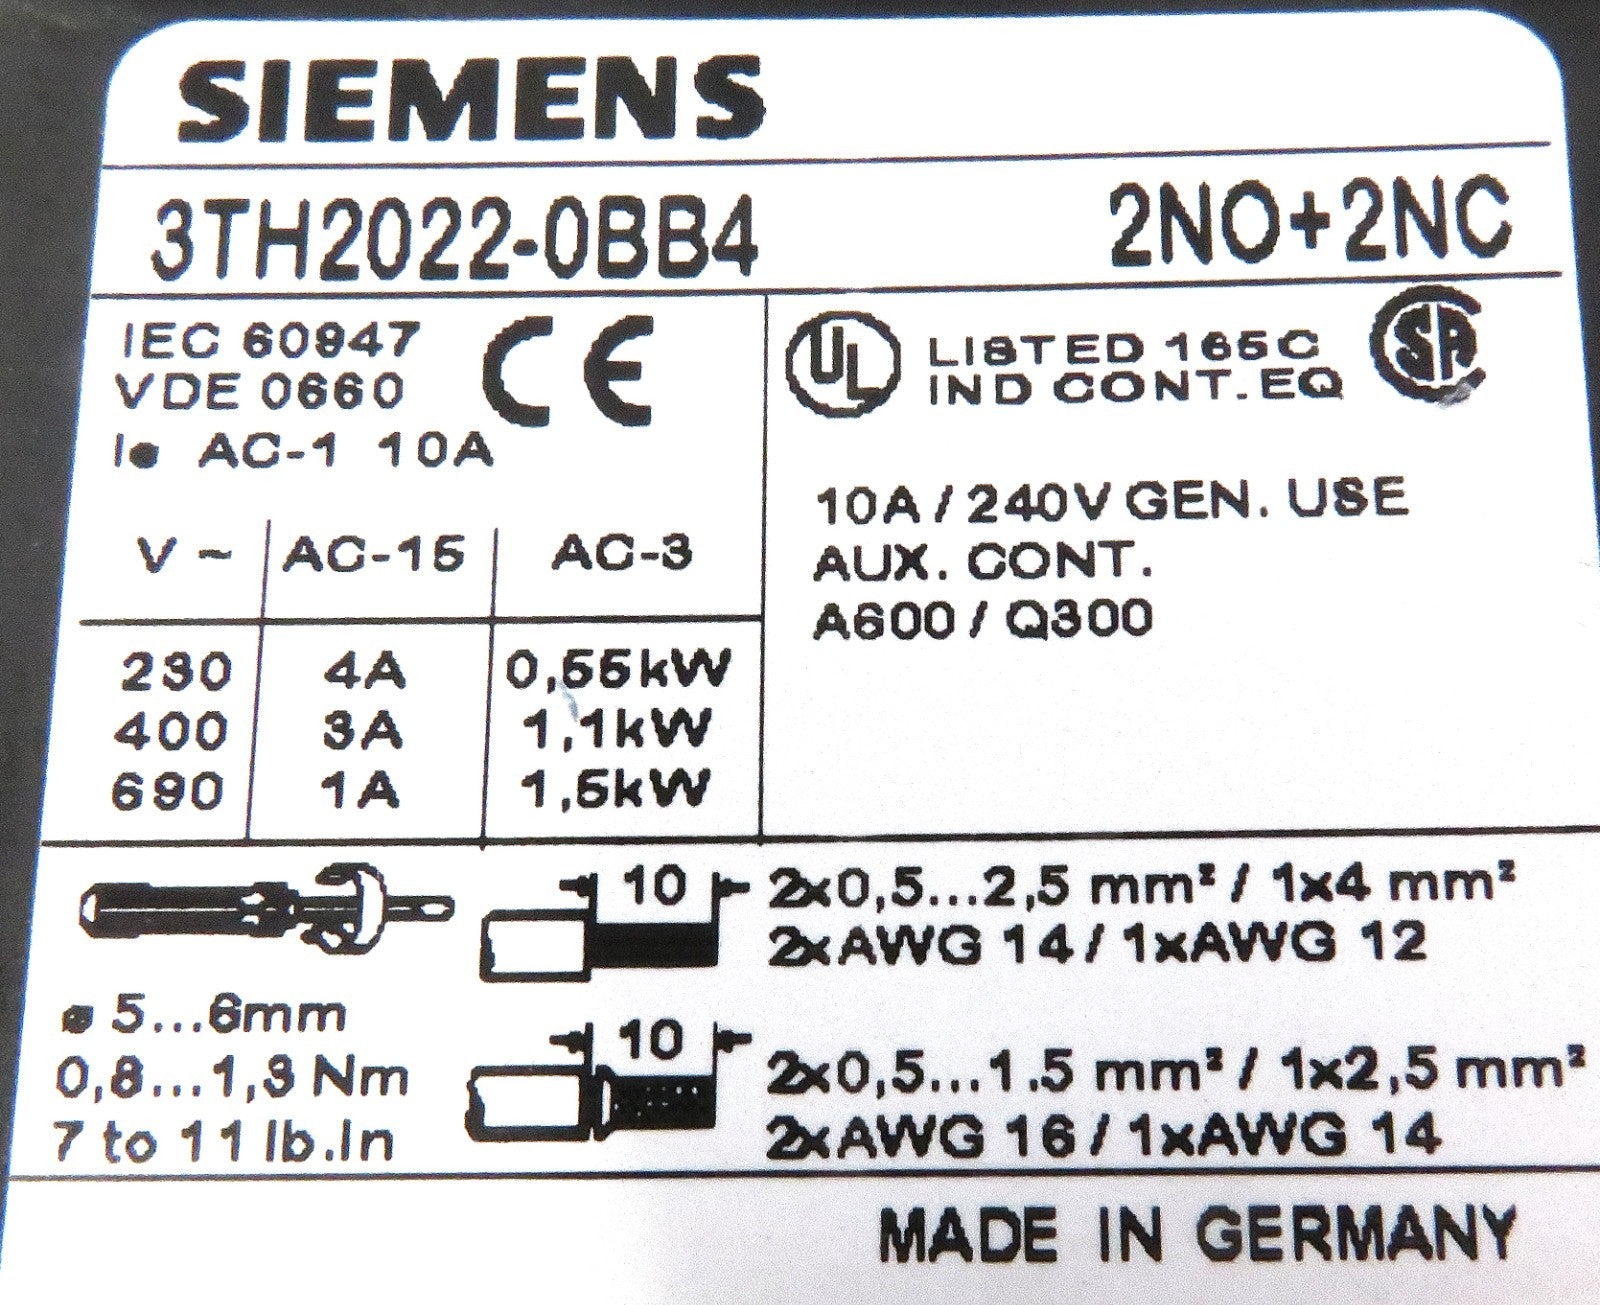 SIEMENS
3TH2022-0BB4 2NO+2NC
IEC 60947
VDE 0660
CE
Ie AC-1 10A
V ~ AC-15 AC-3
230 4A 0,55kW
400 3A 1,1kW
690 1A 1,5kW
UL LISTED 165C
IND CONT. EQ
SA
10A / 240V GEN. USE
AUX. CONT.
A600 / Q300
ø 5...6mm
0,8...1,3 Nm
7 to 11 lb.In
10 2x0,5...2,5 mm² / 1x4 mm²
2xAWG 14 / 1xAWG 12
10 2x0,5...1.5 mm² / 1x2,5 mm²
2xAWG 16 / 1xAWG 14
MADE IN GERMANY